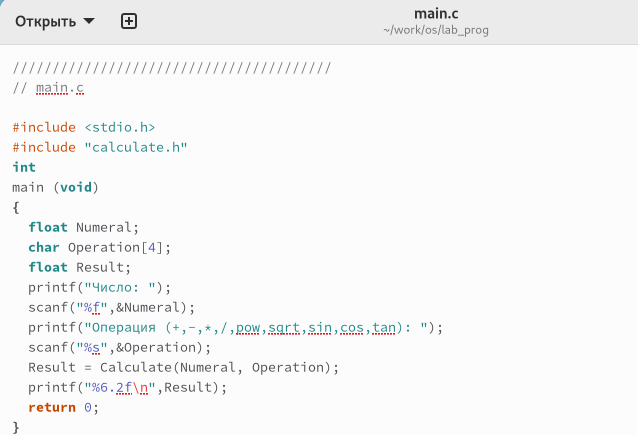 Открыть
main.c
~/work/os/lab_prog
////////////////////////////////////////
// main.c
#include <stdio.h>
#include "calculate.h"
int
main (void)
{
  float Numeral;
  char Operation[4];
  float Result;
  printf("Число: ");
  scanf("%f",&Numeral);
  printf("Операция (+,-,*,/,pow,sqrt,sin,cos,tan): ");
  scanf("%s",&Operation);
  Result = Calculate(Numeral, Operation);
  printf("%6.2f\n",Result);
  return 0;
}